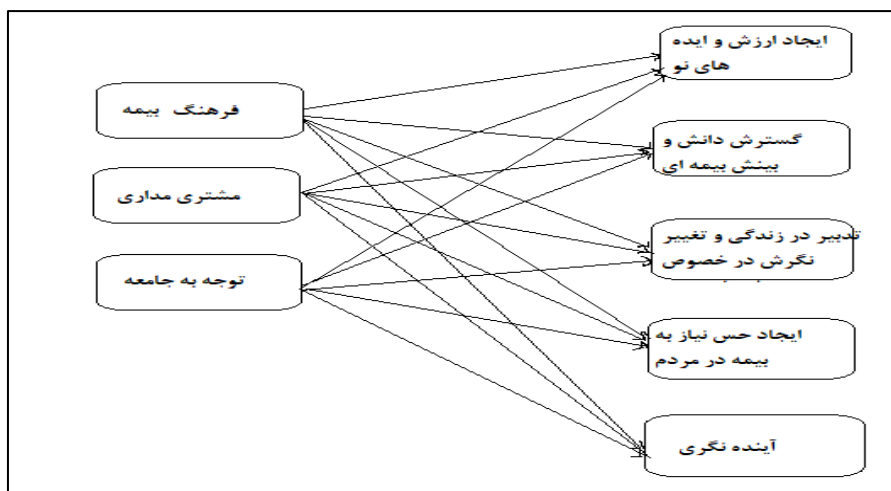 فرهنگ بیمه
مشتری مداری
توجه به جامعه
ایجاد ارزش و ایده
های نو
گسترش دانش و
بینش بیمه ای
تدبیر در زندگی و تغییر
نگرش در خصوص
ایجاد حس نیاز به
بیمه در مردم
آینده نگری